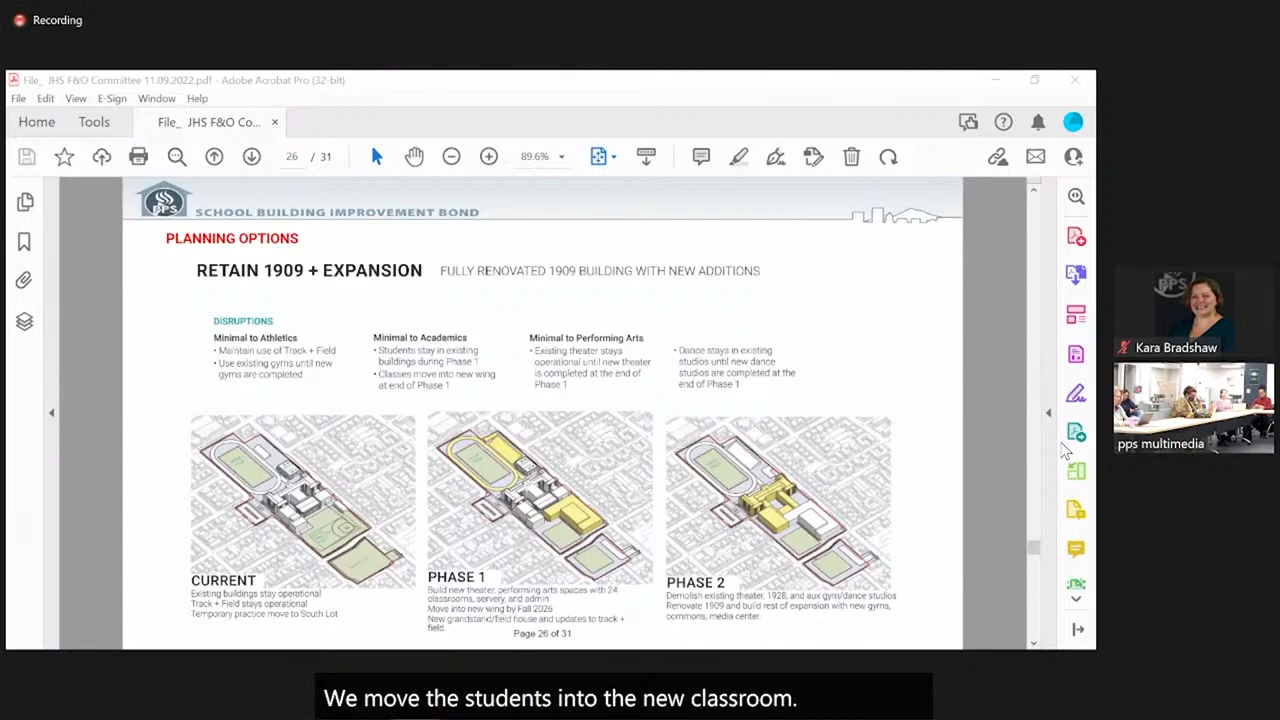 Recording
File_ JHS F&O Committee 11.09.2022.pdf - Adobe Acrobat Pro (32-bit)
File Edit View E-Sign Window Help
Home Tools File_ JHS F&O Co... ×
26 / 31 89.6%
PPS SCHOOL BUILDING IMPROVEMENT BOND
PLANNING OPTIONS
RETAIN 1909 + EXPANSION FULLY RENOVATED 1909 BUILDING WITH NEW ADDITIONS
DISRUPTIONS
Minimal to Athletics
• Maintain use of Track + Field
• Use existing gyms until new
gyms are completed
Minimal to Academics
• Students stay in existing
buildings during Phase 1
• Classes move into new wing
at end of Phase 1
Minimal to Performing Arts
• Existing theater stays
operational until new theater
is completed at the end of
Phase 1
• Dance stays in existing
studios until new dance
studios are completed at the
end of Phase 1
CURRENT
Existing buildings stay operational
Track + Field stays operational
Temporary practice move to South Lot
PHASE 1
Build new theater, performing arts spaces with 24
classrooms, servery, and admin
Move into new wing by Fall 2026
New grandstand/field house and updates to track +
field.
PHASE 2
Demolish existing theater, 1928, and aux gym/dance studios
Renovate 1909 and build rest of expansion with new gyms,
commons, media center.
Page 26 of 31
PPS
Kara Bradshaw
pps multimedia
We move the students into the new classroom.